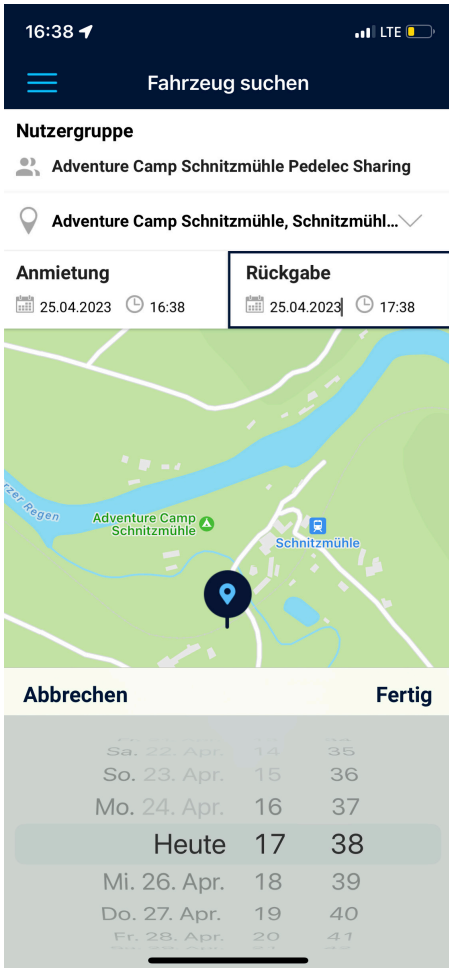 16:38
LTE
Fahrzeug suchen
Nutzergruppe
Adventure Camp Schnitzmühle Pedelec Sharing
Adventure Camp Schnitzmühle, Schnitzmühl...
Anmietung
25.04.2023 16:38
Rückgabe
25.04.2023 17:38
rzer Regen
Adventure Camp
Schnitzmühle
Schnitzmühle
Abbrechen Fertig
Sa. 22. Apr. 14 35
So. 23. Apr. 15 36
Mo. 24. Apr. 16 37
Heute 17 38
Mi. 26. Apr. 18 39
Do. 27. Apr. 19 40
Fr. 28. Apr. 20 41